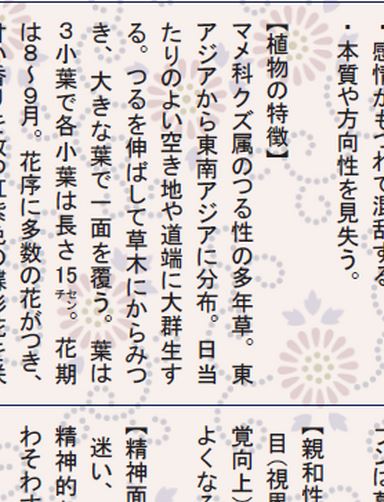 ・感情がもつれて混乱する
・本質や方向性を見失う。
【植物の特徴】
マメ科クズ属のつる性の多年草。東
アジアから東南アジアに分布。日当
たりのよい空き地や道端に大群生す
る。つるを伸ばして草木にからみつ
き、大きな葉で一面を覆う。葉は
３小葉で各小葉は長さ15㌢。花期
は８〜９月。花序に多数の花がつき、
【親和性
目（視界
覚向上）
よくなる
【精神面
迷い、
精神的
わそわ